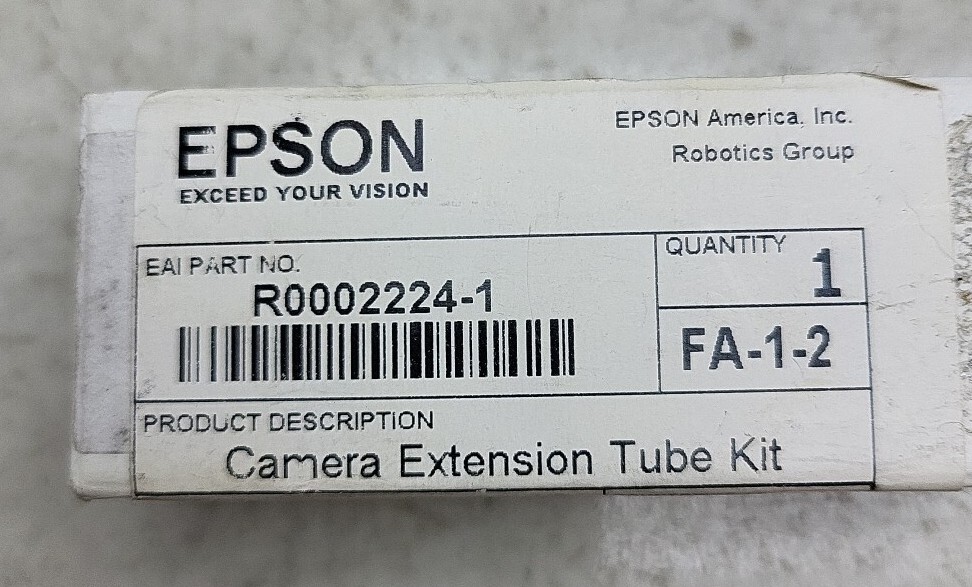 EPSON
EXCEED YOUR VISION
EPSON America, Inc.
Robotics Group
EAI PART NO.
R0002224-1
QUANTITY
1
FA-1-2
PRODUCT DESCRIPTION
Camera Extension Tube Kit